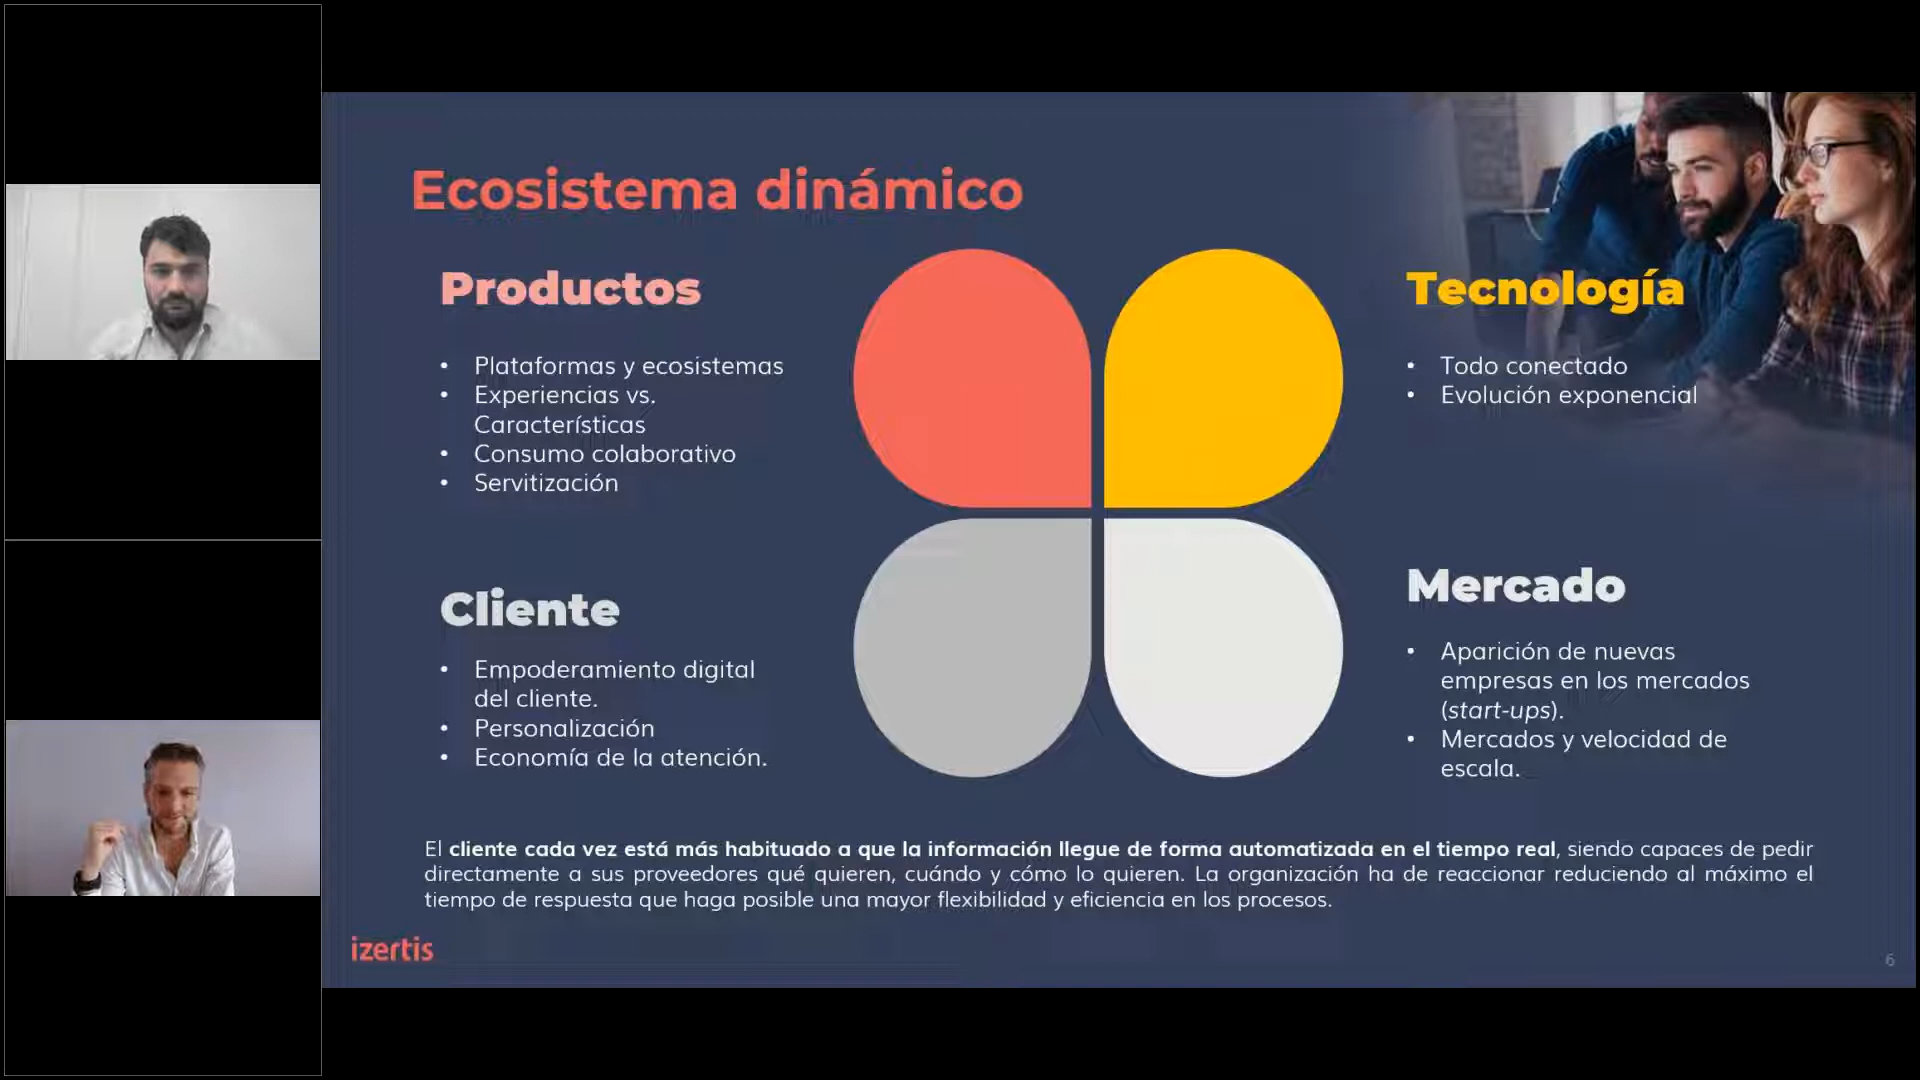 Ecosistema dinámico
Productos
• Plataformas y ecosistemas
• Experiencias vs.
Características
• Consumo colaborativo
• Servitización
Tecnología
• Todo conectado
• Evolución exponencial
Cliente
• Empoderamiento digital
del cliente.
• Personalización
• Economía de la atención.
Mercado
• Aparición de nuevas
empresas en los mercados
(start-ups).
• Mercados y velocidad de
escala.
El cliente cada vez está más habituado a que la información llegue de forma automatizada en el tiempo real, siendo capaces de pedir
directamente a sus proveedores qué quieren, cuándo y cómo lo quieren. La organización ha de reaccionar reduciendo al máximo el
tiempo de respuesta que haga posible una mayor flexibilidad y eficiencia en los procesos.
izertis
6